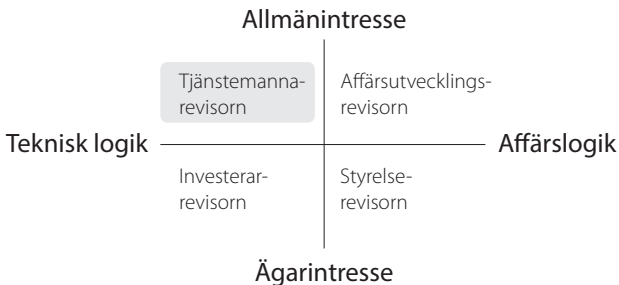 Allmänintresse
Tjänstemanna-
revisorn
Affärsutvecklings-
revisorn
Teknisk logik
Affärslogik
Investerar-
revisorn
Styrelse-
revisorn
Ägarintresse